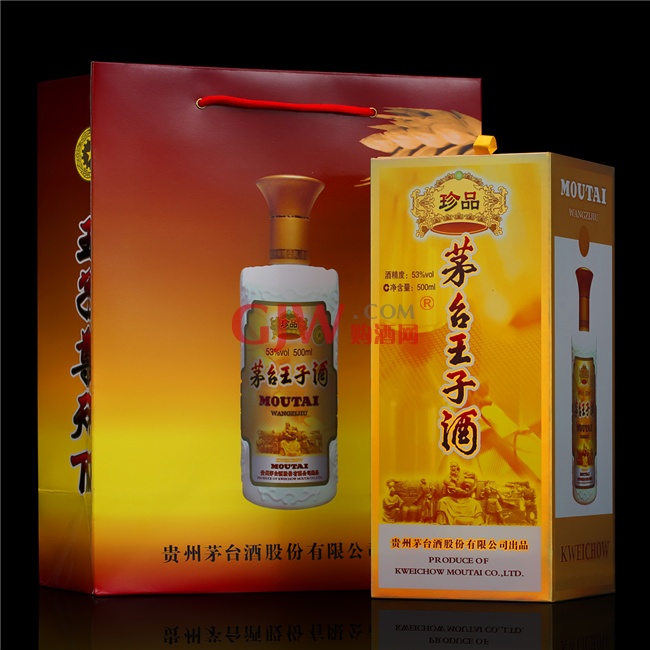 珍品
53%vol 500ml
茅台王子酒
MOUTAI
WANGZIJIU
MOUTAI
贵州茅台酒股份有限公司
GJW.COM®
购酒网
珍品
酒精度：53%vol
净含量：500ml
茅台王子酒
贵州茅台酒股份有限公司出品
PRODUCE OF
KWEICHOW MOUTAI CO.,LTD.
MOUTAI
WANGZIJIU
MOUTAI
KWEICHOW